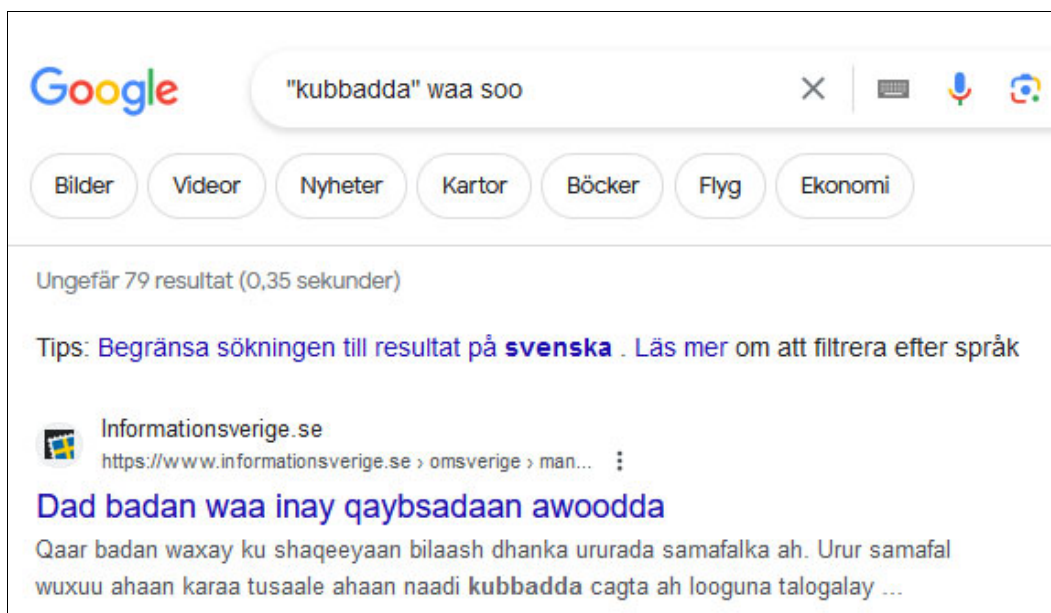 Google
"kubbadda" waa soo
Bilder Videor Nyheter Kartor Böcker Flyg Ekonomi
Ungefär 79 resultat (0,35 sekunder)
Tips: Begränsa sökningen till resultat på svenska . Läs mer om att filtrera efter språk
Informationsverige.se
https://www.informationsverige.se › omsverige › man...
Dad badan waa inay qaybsadaan awoodda
Qaar badan waxay ku shaqeeyaan bilaash dhanka ururada samafalka ah. Urur samafal
wuxuu ahaan karaa tusaale ahaan naadi kubbadda cagta ah looguna talogalay ...